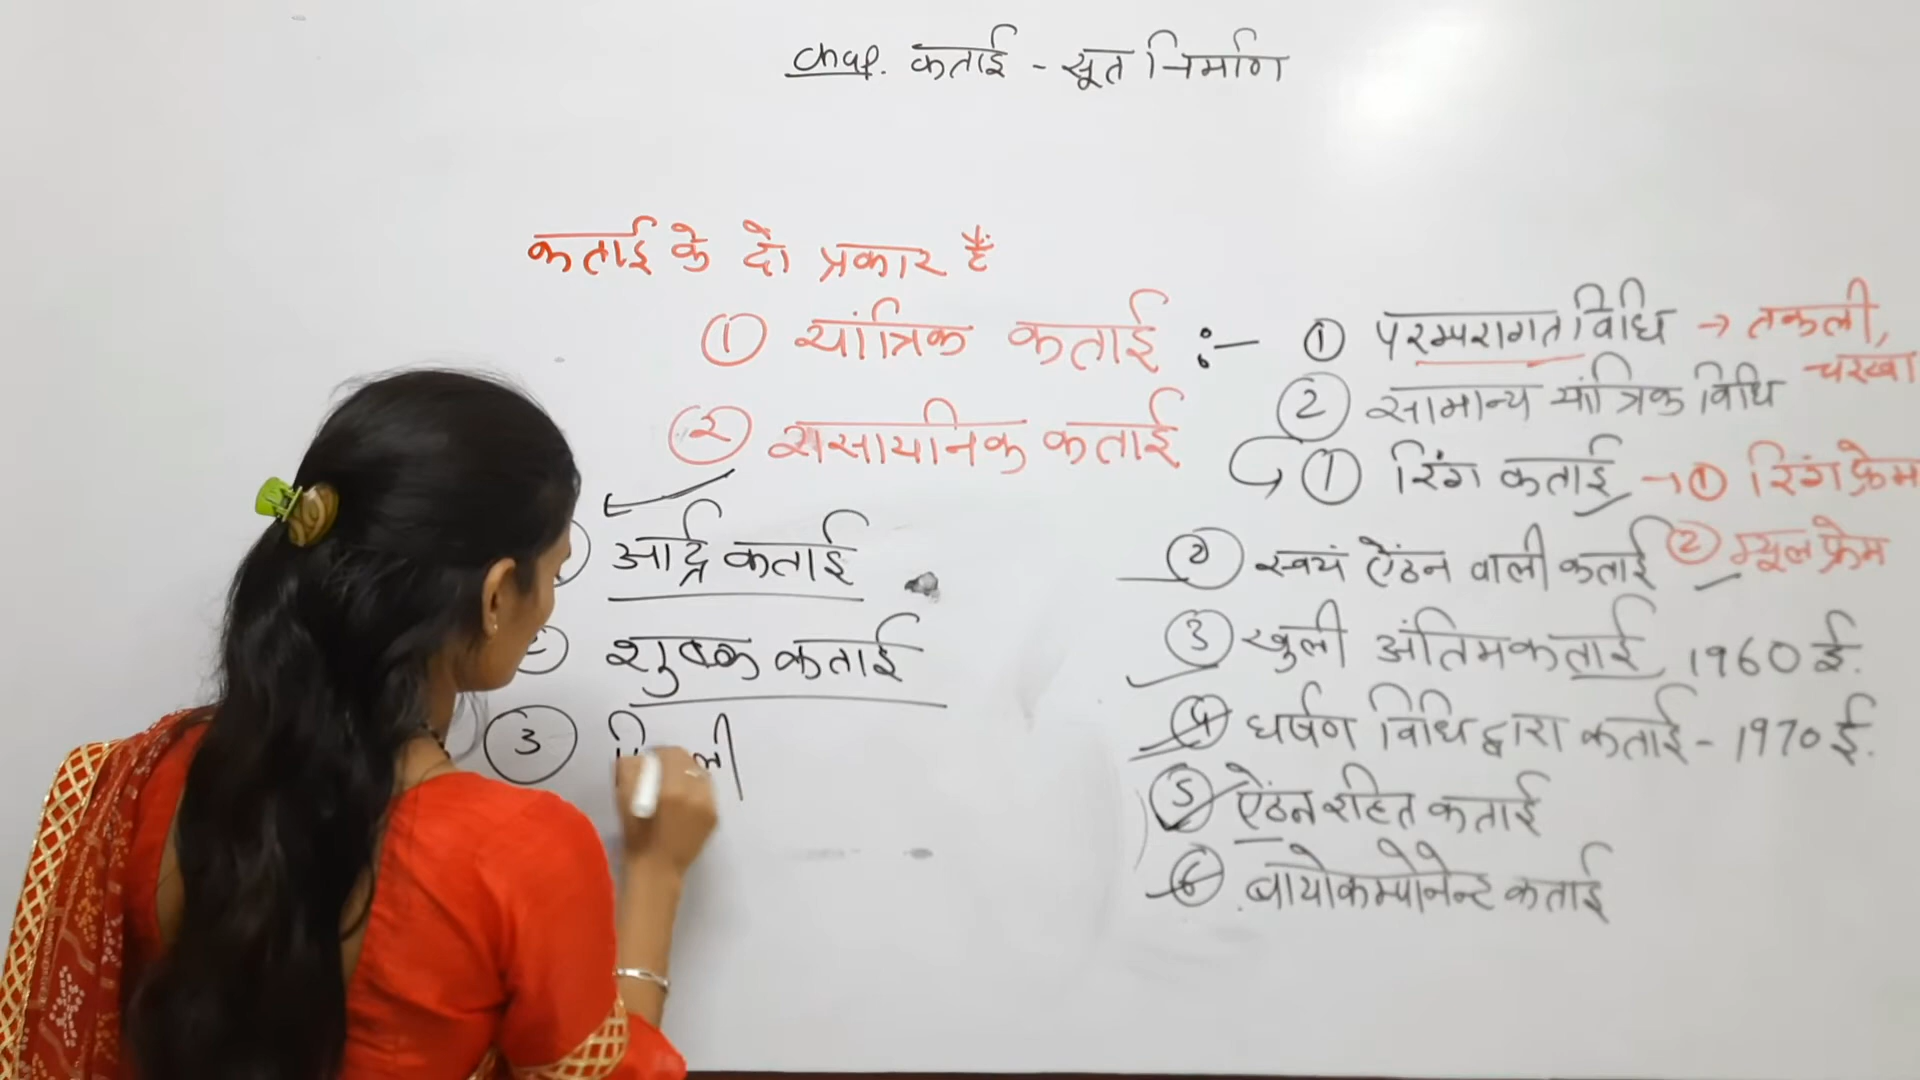 chap. कताई - सूत निर्माण
कताई के दो प्रकार हैं
① यांत्रिक कताई :-
② रासायनिक कताई
आर्द्र कताई
शुष्क कताई
③
① परम्परागत विधि → तकली,
चरखा
② सामान्य यांत्रिक विधि
① रिंग कताई → ① रिंग फ्रेम
② म्यूल फ्रेम
② स्वयं ऐंठन वाली कताई
③ खुली अंतिम कताई 1960 ई.
④ घर्षण विधि द्वारा कताई - 1970 ई.
⑤ ऐंठन रहित कताई
⑥ बायोकम्पोनेन्ट कताई